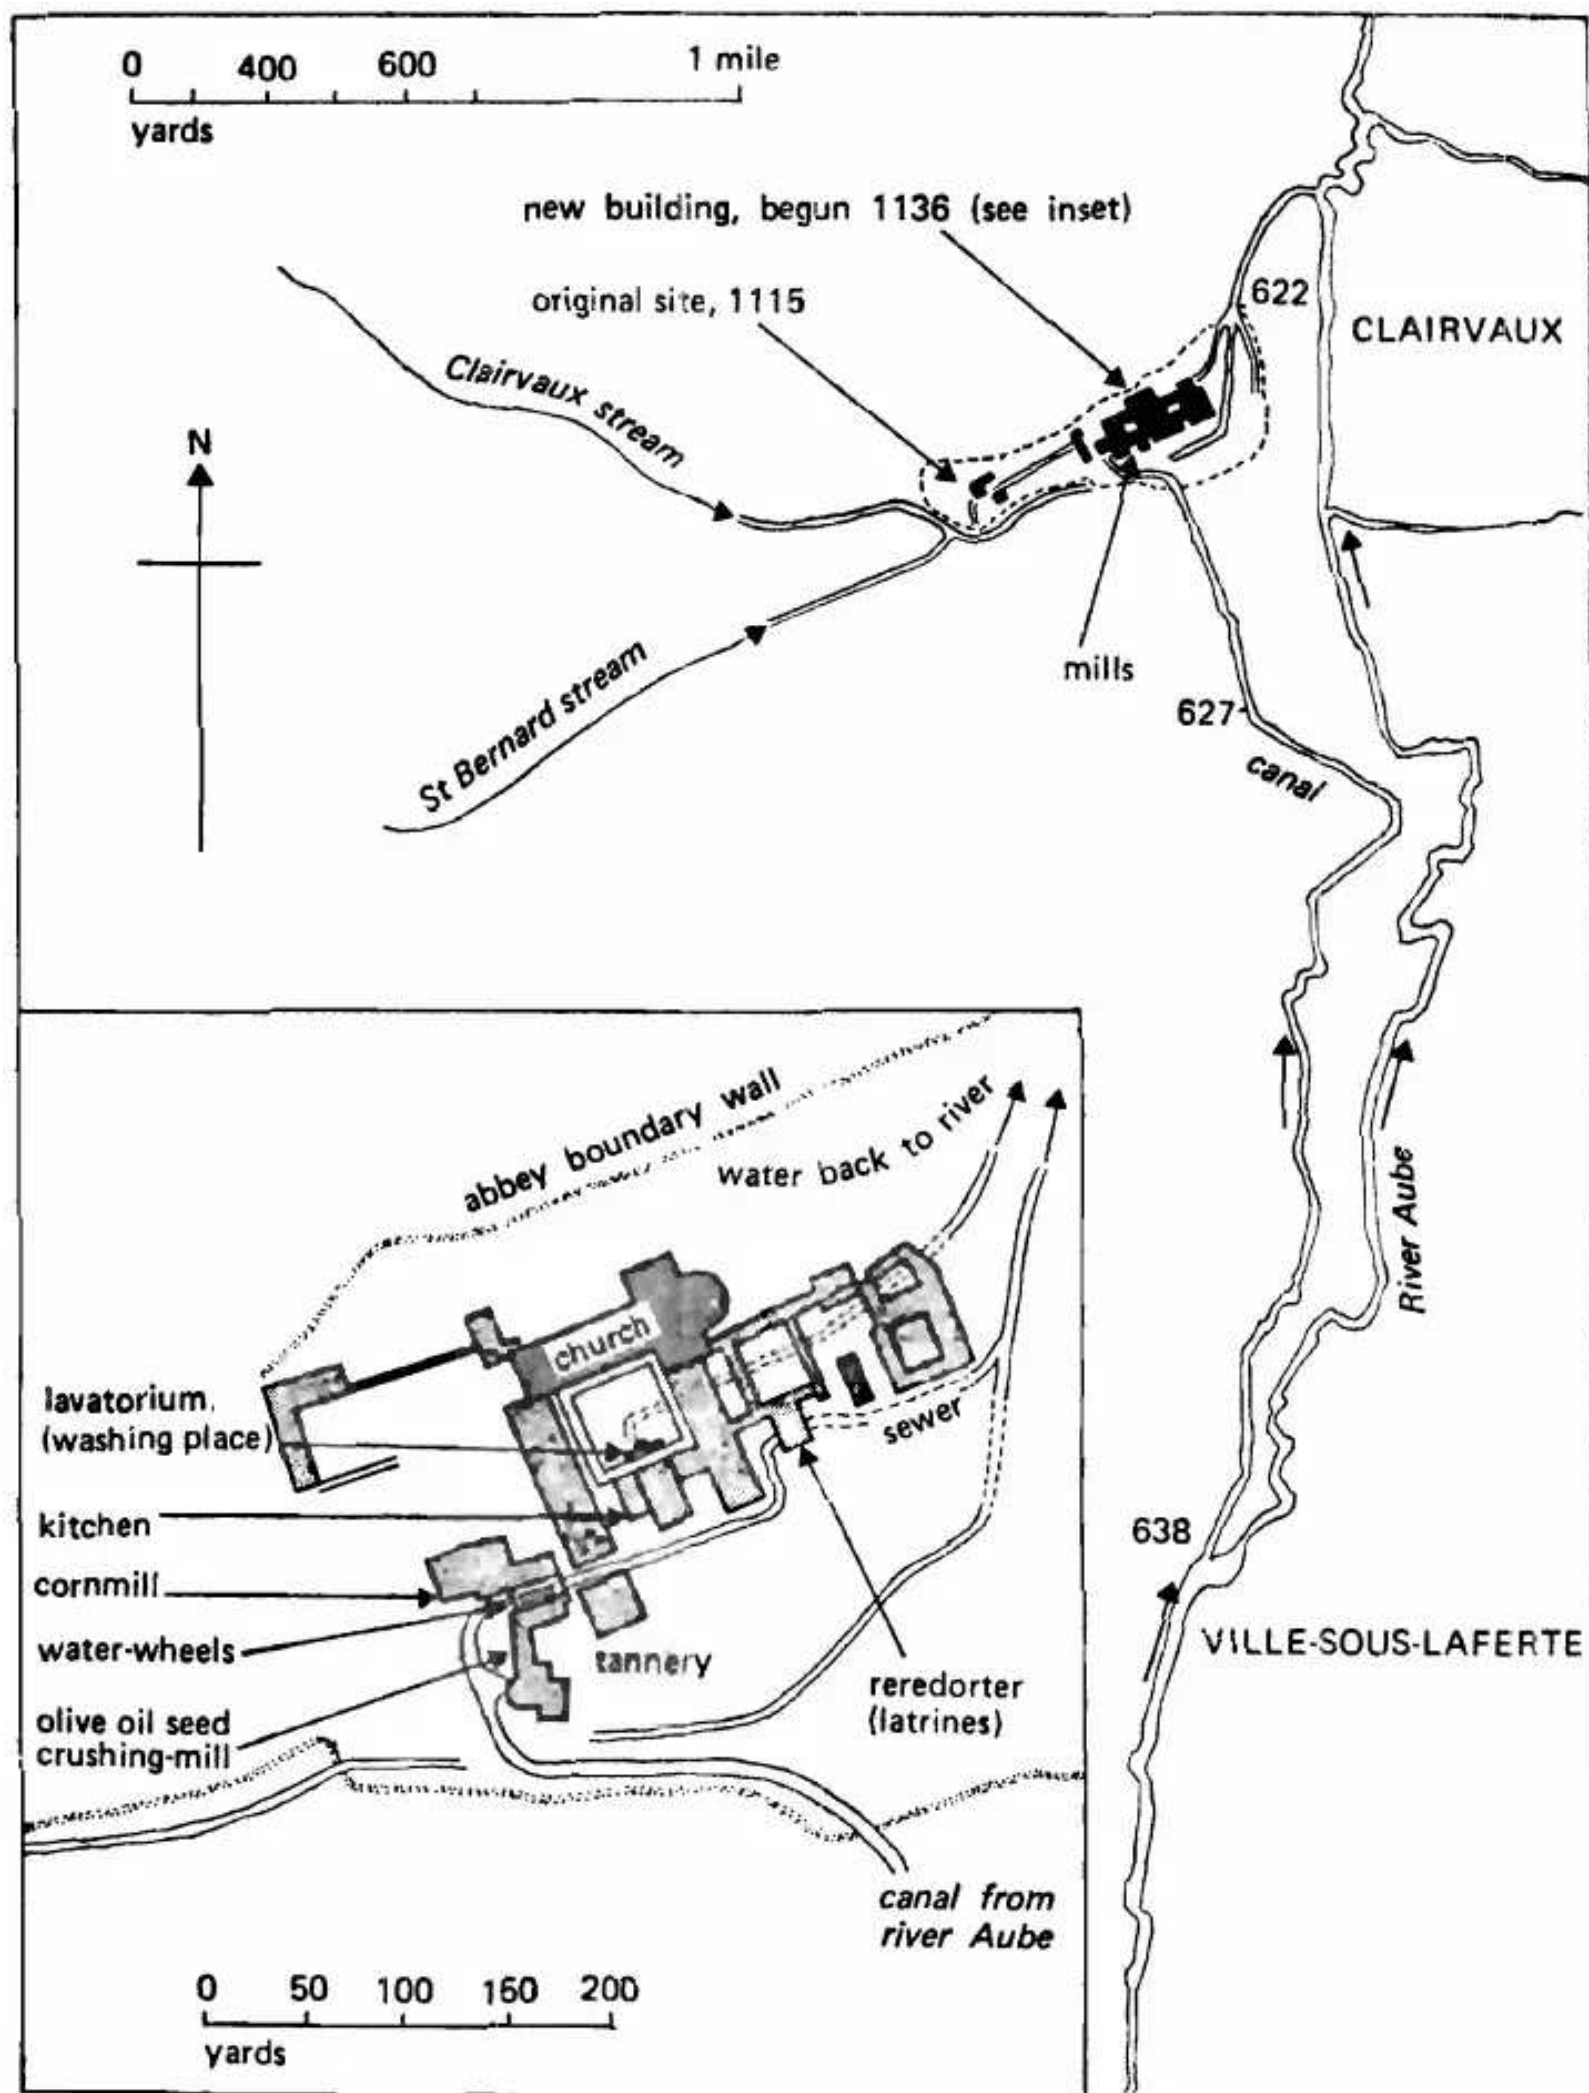 0 400 600 1 mile
yards
new building, begun 1136 (see inset)
original site, 1115
622
CLAIRVAUX
Clairvaux stream
N
mills
St Bernard stream
627
canal
abbey boundary wall
water back to river
River Aube
church
lavatorium.
(washing place)
sewer
kitchen
638
cornmill
water-wheels
tannery
VILLE-SOUS-LAFERTE
reredorter
(latrines)
olive oil seed
crushing-mill
canal from
river Aube
0 50 100 150 200
yards